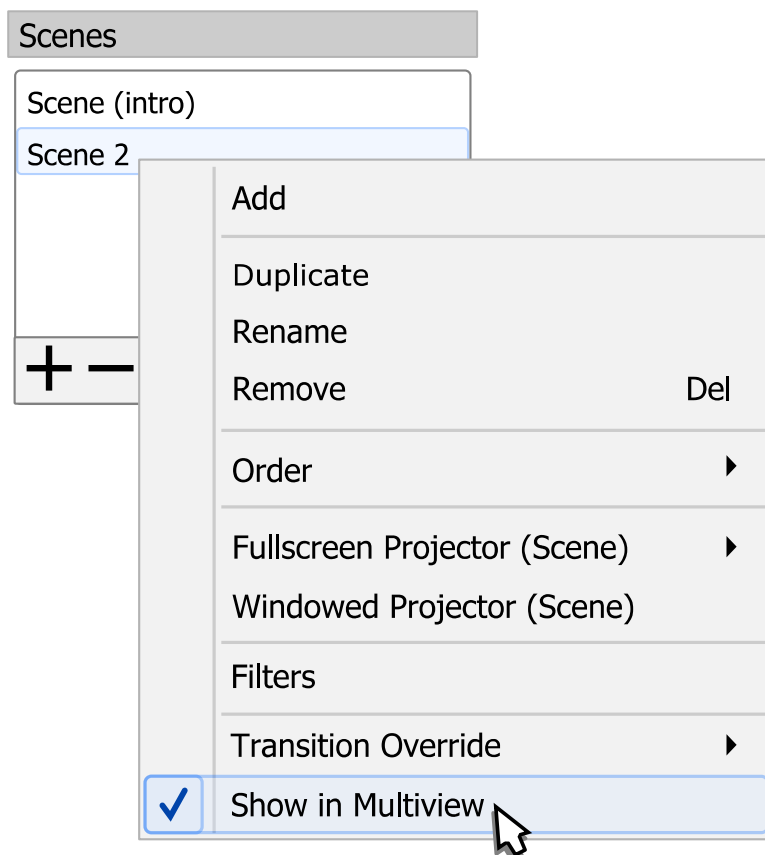 Scenes
Scene (intro)
Scene 2
Add
Duplicate
Rename
Remove Del
Order
Fullscreen Projector (Scene)
Windowed Projector (Scene)
Filters
Transition Override
Show in Multiview